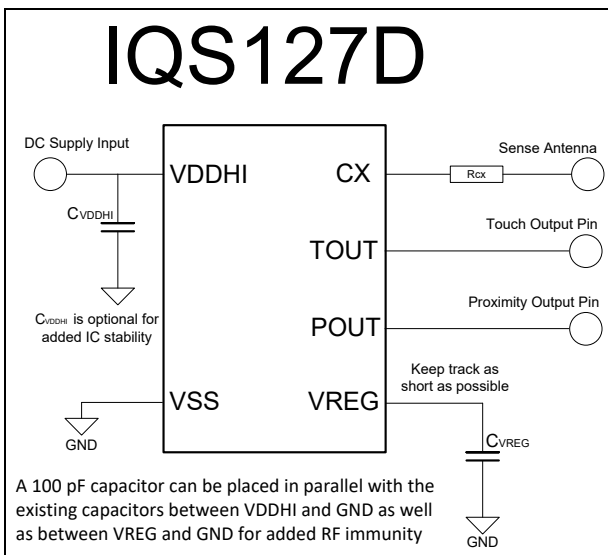 IQS127D
DC Supply Input
Sense Antenna
VDDHI
CX
Rcx
CVDDHI
Touch Output Pin
TOUT
Proximity Output Pin
CVDDHI is optional for
added IC stability
POUT
Keep track as
short as possible
VSS
VREG
GND
CVREG
A 100 pF capacitor can be placed in parallel with the
existing capacitors between VDDHI and GND as well
as between VREG and GND for added RF immunity
GND